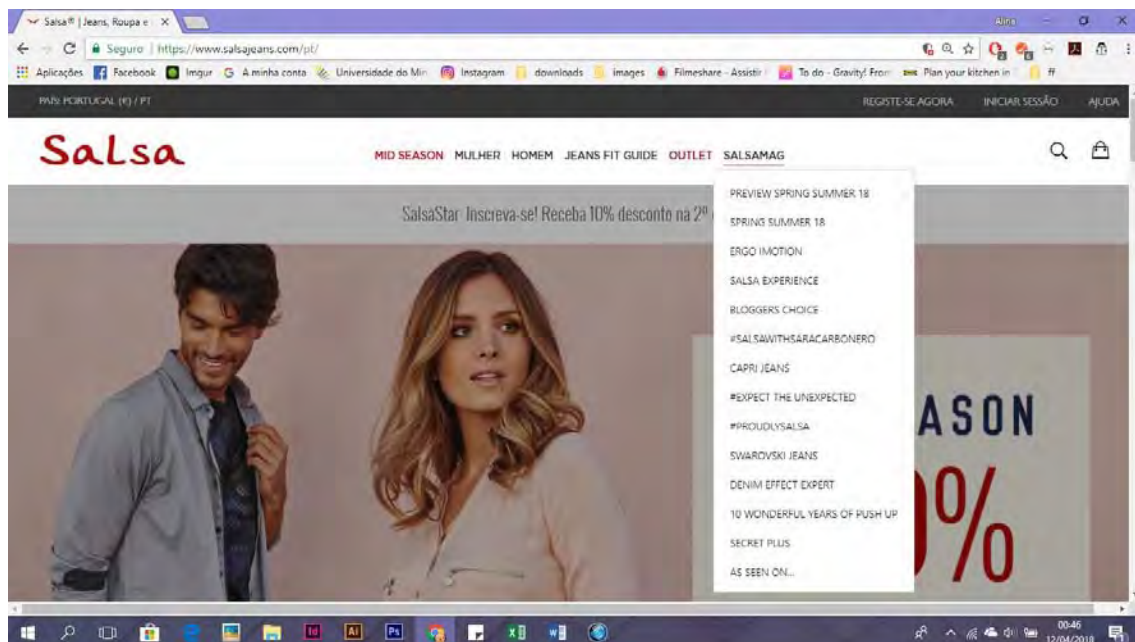 Salsa® | Jeans, Roupa e
Aline
Seguro | https://www.salsajeans.com/pt/
Aplicações Facebook Imgur A minha conta Universidade do Min Instagram downloads images Filmeshare - Assistir To do - Gravity! From Plan your kitchen in ff
PAÍS: PORTUGAL (€) / PT REGISTE-SE AGORA INICIAR SESSÃO AJUDA
Salsa
MID SEASON MULHER HOMEM JEANS FIT GUIDE OUTLET SALSAMAG
SalsaStar Inscreva-se! Receba 10% desconto na 2ª
PREVIEW SPRING SUMMER 18
SPRING SUMMER 18
ERGO IMOTION
SALSA EXPERIENCE
BLOGGERS CHOICE
#SALSAWITHSARACARBONERO
CAPRI JEANS
#EXPECT THE UNEXPECTED
#PROUDLYSALSA
SWAROVSKI JEANS
DENIM EFFECT EXPERT
10 WONDERFUL YEARS OF PUSH UP
SECRET PLUS
AS SEEN ON...
ASON
0%
00:46
12/04/2018